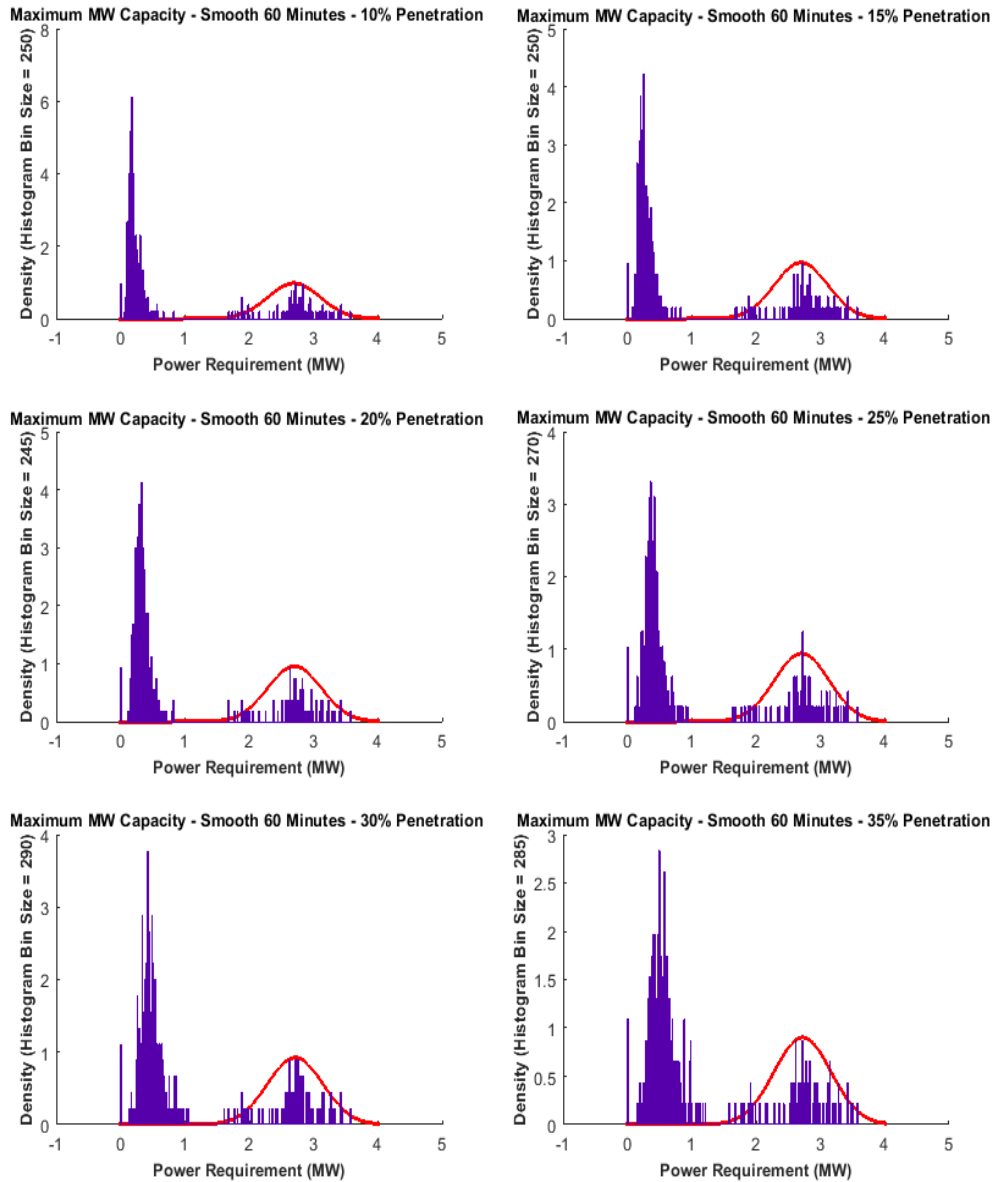 Maximum MW Capacity - Smooth 60 Minutes - 10% Penetration
Density (Histogram Bin Size = 250)
8
6
4
2
0
-1 0 1 2 3 4 5
Power Requirement (MW)
Maximum MW Capacity - Smooth 60 Minutes - 15% Penetration
Density (Histogram Bin Size = 250)
5
4
3
2
1
0
-1 0 1 2 3 4 5
Power Requirement (MW)
Maximum MW Capacity - Smooth 60 Minutes - 20% Penetration
Density (Histogram Bin Size = 245)
5
4
3
2
1
0
-1 0 1 2 3 4 5
Power Requirement (MW)
Maximum MW Capacity - Smooth 60 Minutes - 25% Penetration
Density (Histogram Bin Size = 270)
4
3
2
1
0
-1 0 1 2 3 4 5
Power Requirement (MW)
Maximum MW Capacity - Smooth 60 Minutes - 30% Penetration
Density (Histogram Bin Size = 290)
4
3
2
1
0
-1 0 1 2 3 4 5
Power Requirement (MW)
Maximum MW Capacity - Smooth 60 Minutes - 35% Penetration
Density (Histogram Bin Size = 285)
3
2.5
2
1.5
1
0.5
0
-1 0 1 2 3 4 5
Power Requirement (MW)